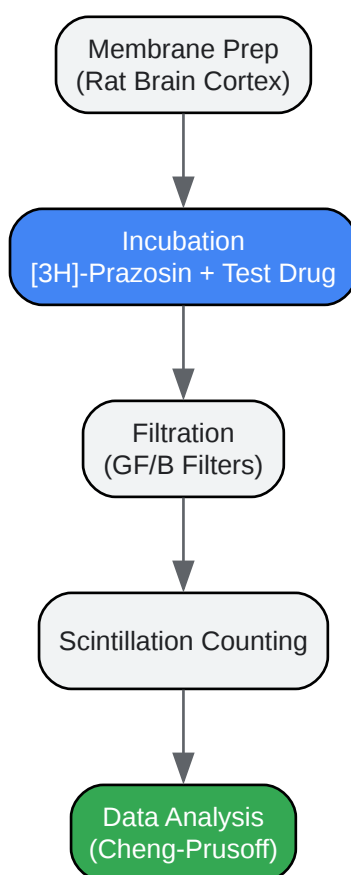 Membrane Prep
(Rat Brain Cortex)
Incubation
[3H]-Prazosin + Test Drug
Filtration
(GF/B Filters)
Scintillation Counting
Data Analysis
(Cheng-Prusoff)